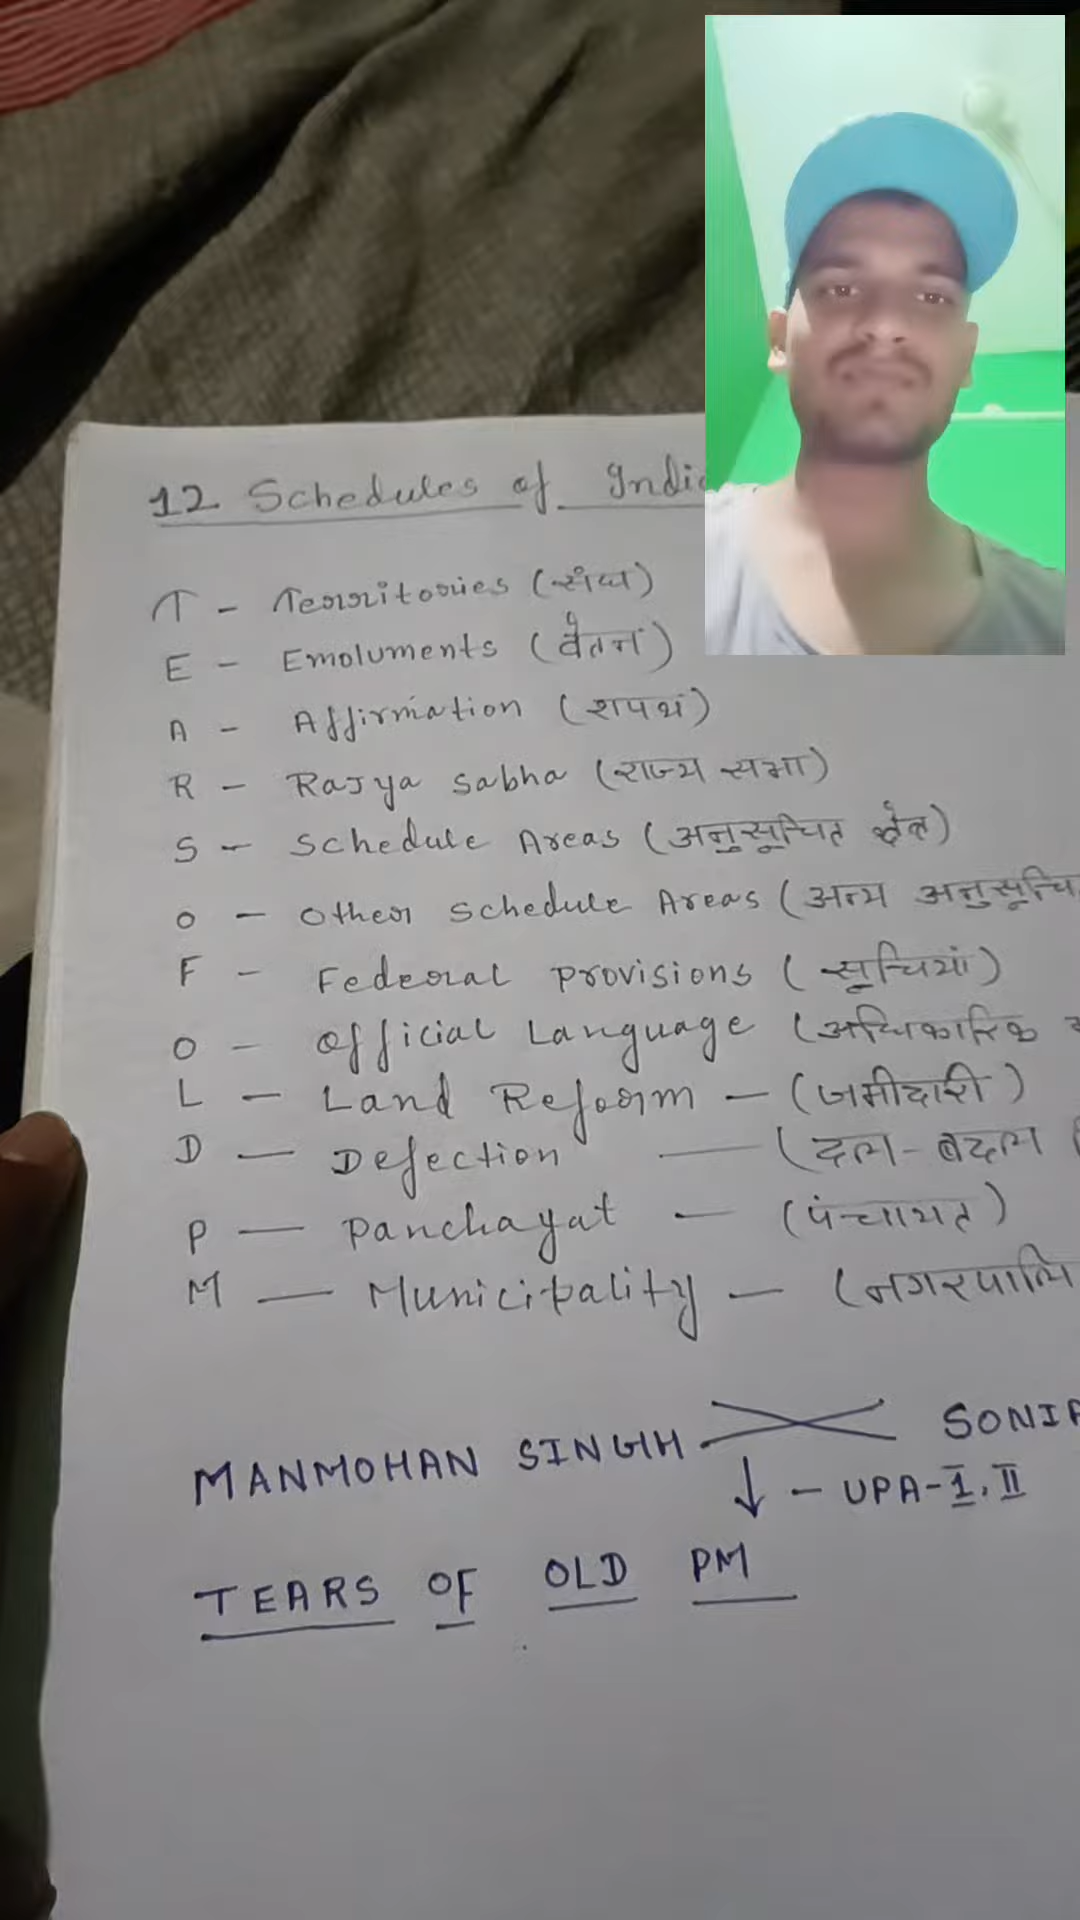 12 Schedules of India
T - Territories (संघ)
E - Emoluments (वेतन)
A - Affirmation (शपथ)
R - Rajya Sabha (राज्य सभा)
S - Schedule Areas (अनुसूचित क्षेत्र)
O - Other Schedule Areas (अन्य अनुसूचि
F - Federal provisions (सूचियां)
O - Official Language (अधिकारिक
L - Land Reform - (जमीदारी)
D - Defection - (दल-बदल
P - Panchayat - (पंचायत)
M - Municipality - (नगरपालि
MANMOHAN SINGH SONIA
↓ - UPA-I, II
TEARS OF OLD PM